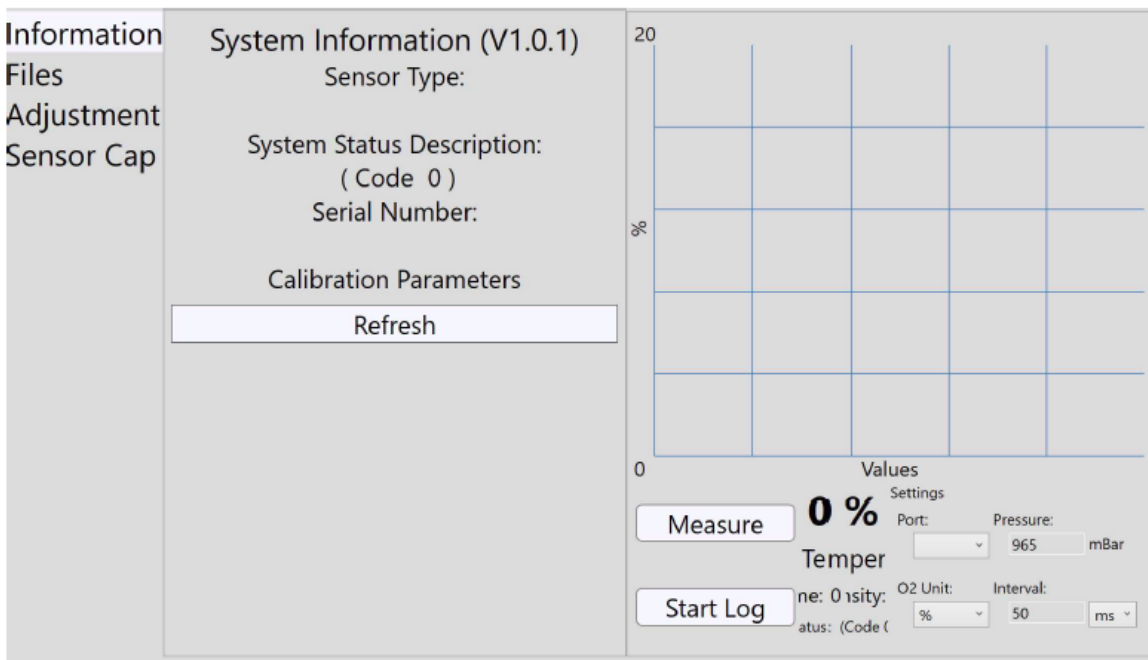 Information
Files
Adjustment
Sensor Cap
System Information (V1.0.1)
Sensor Type:
System Status Description:
( Code 0 )
Serial Number:
Calibration Parameters
Refresh
20
%
0
Values
Measure
Start Log
0 %
Temper
ne: 0 ısity:
atus: (Code (
Settings
Port:
Pressure:
965 mBar
O2 Unit:
Interval:
%
50 ms